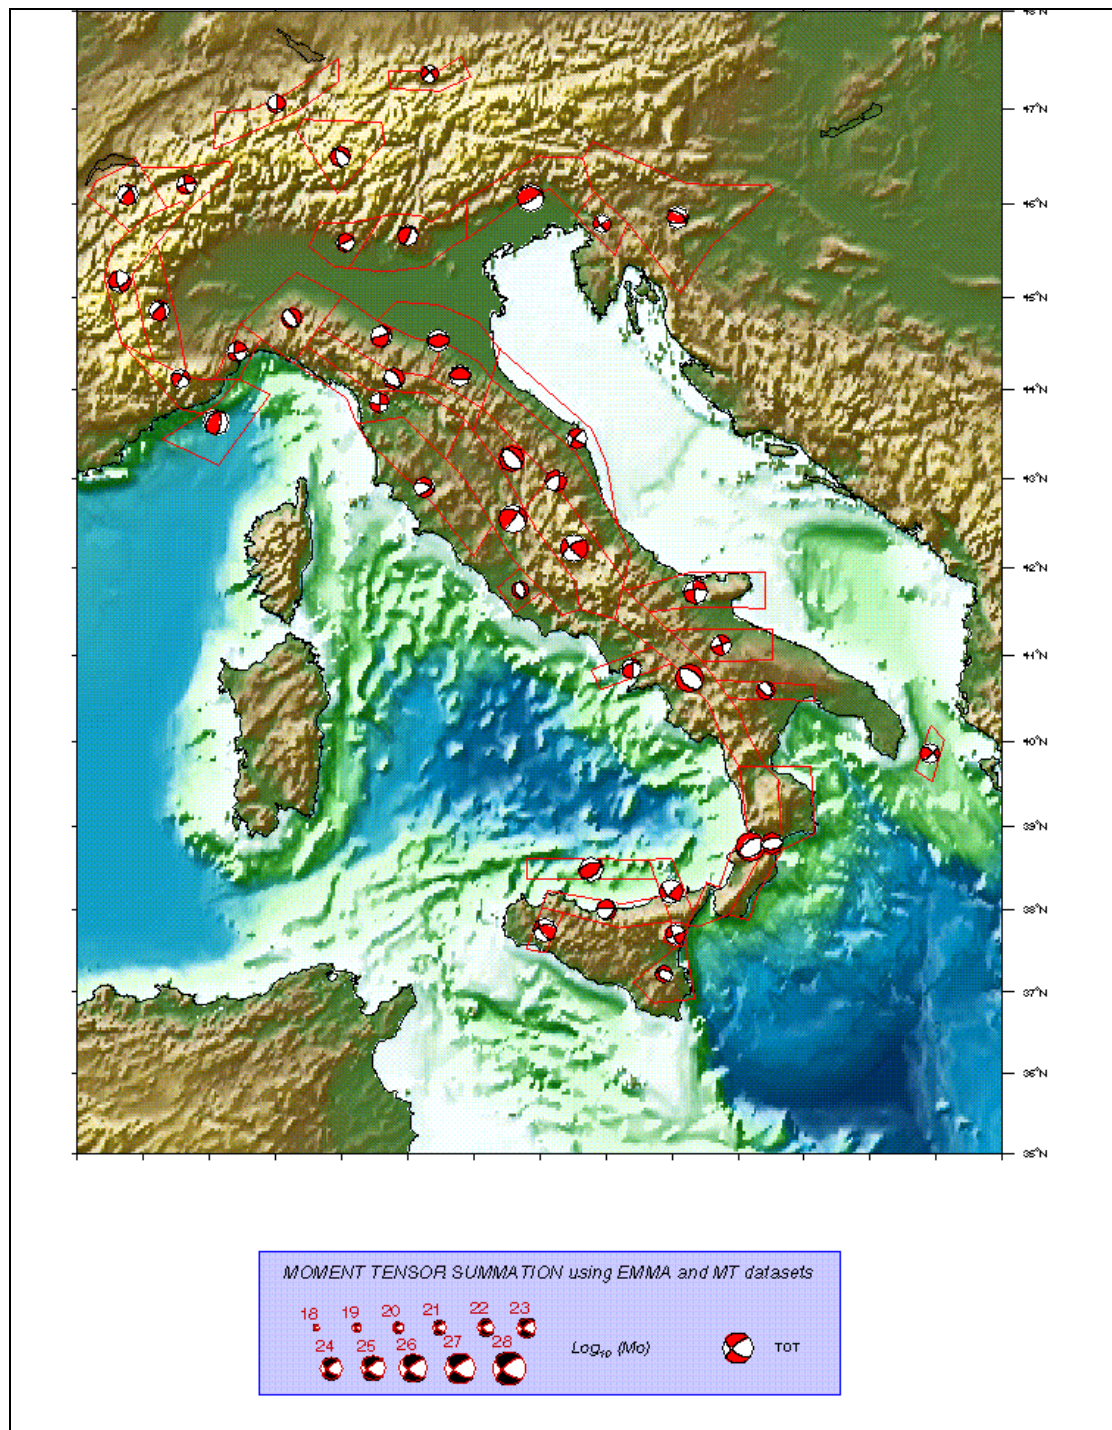 48°N
47°N
46°N
45°N
44°N
43°N
42°N
41°N
40°N
39°N
38°N
37°N
36°N
35°N
MOMENT TENSOR SUMMATION using EMMA and MT datasets
18 19 20 21 22 23
24 25 26 27 28
Log₁₀ (Mo)
TOT